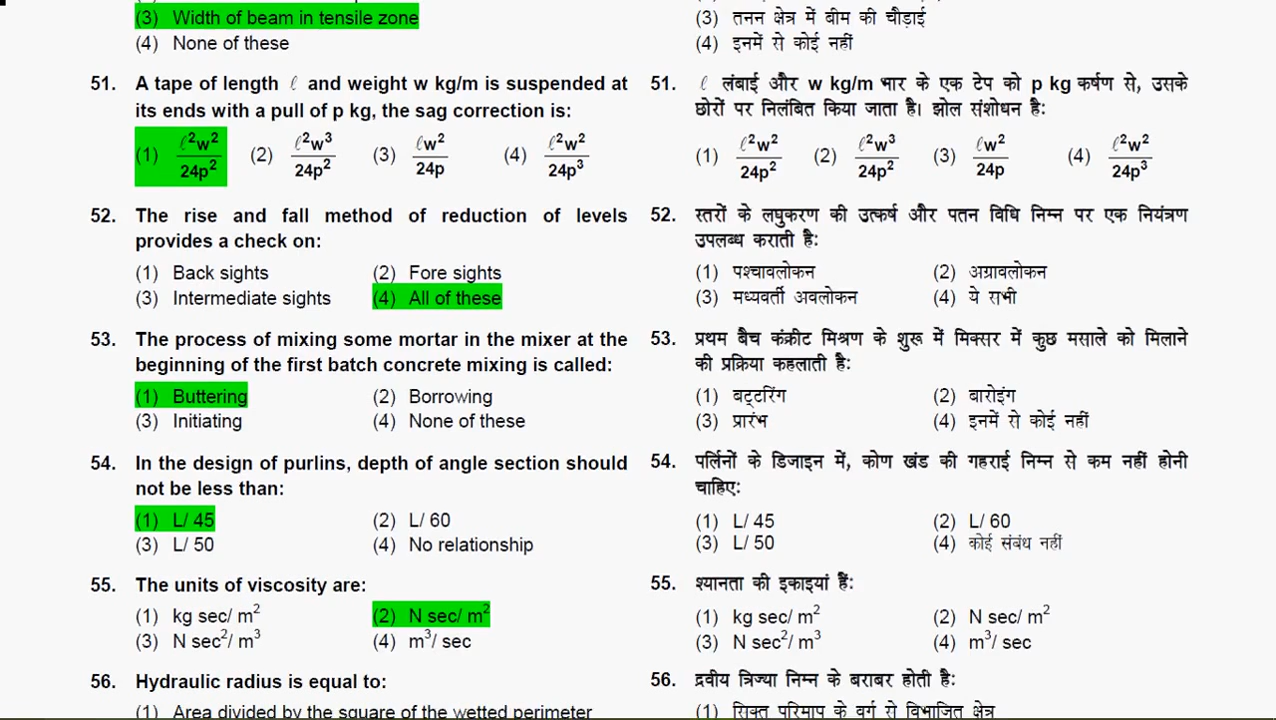 (3) Width of beam in tensile zone
(4) None of these
51. A tape of length ℓ and weight w kg/m is suspended at
its ends with a pull of p kg, the sag correction is:
(1) ℓ²w²/24p² (2) ℓ²w³/24p² (3) ℓw²/24p (4) ℓ²w²/24p³
52. The rise and fall method of reduction of levels
provides a check on:
(1) Back sights (2) Fore sights
(3) Intermediate sights (4) All of these
53. The process of mixing some mortar in the mixer at the
beginning of the first batch concrete mixing is called:
(1) Buttering (2) Borrowing
(3) Initiating (4) None of these
54. In the design of purlins, depth of angle section should
not be less than:
(1) L/ 45 (2) L/ 60
(3) L/ 50 (4) No relationship
55. The units of viscosity are:
(1) kg sec/ m² (2) N sec/ m²
(3) N sec²/ m³ (4) m³/ sec
56. Hydraulic radius is equal to:
(1) Area divided by the square of the wetted perimeter
(3) तनन क्षेत्र में बीम की चौड़ाई
(4) इनमें से कोई नहीं
51. ℓ लंबाई और w kg/m भार के एक टेप को p kg कर्षण से, उसके
छोरों पर निलंबित किया जाता है। झोल संशोधन है:
(1) ℓ²w²/24p² (2) ℓ²w³/24p² (3) ℓw²/24p (4) ℓ²w²/24p³
52. स्तरों के लघुकरण की उत्कर्ष और पतन विधि निम्न पर एक नियंत्रण
उपलब्ध कराती है:
(1) पश्चावलोकन (2) अग्रावलोकन
(3) मध्यवर्ती अवलोकन (4) ये सभी
53. प्रथम बैच कंक्रीट मिश्रण के शुरू में मिक्सर में कुछ मसाले को मिलाने
की प्रक्रिया कहलाती है:
(1) बट्टरिंग (2) बारोइंग
(3) प्रारंभ (4) इनमें से कोई नहीं
54. पर्लिनों के डिजाइन में, कोण खंड की गहराई निम्न से कम नहीं होनी
चाहिए:
(1) L/ 45 (2) L/ 60
(3) L/ 50 (4) कोई संबंध नहीं
55. श्यानता की इकाइयां हैं:
(1) kg sec/ m² (2) N sec/ m²
(3) N sec²/ m³ (4) m³/ sec
56. द्रवीय त्रिज्या निम्न के बराबर होती है:
(1) सिक्त परिमाप के वर्ग से विभाजित क्षेत्र